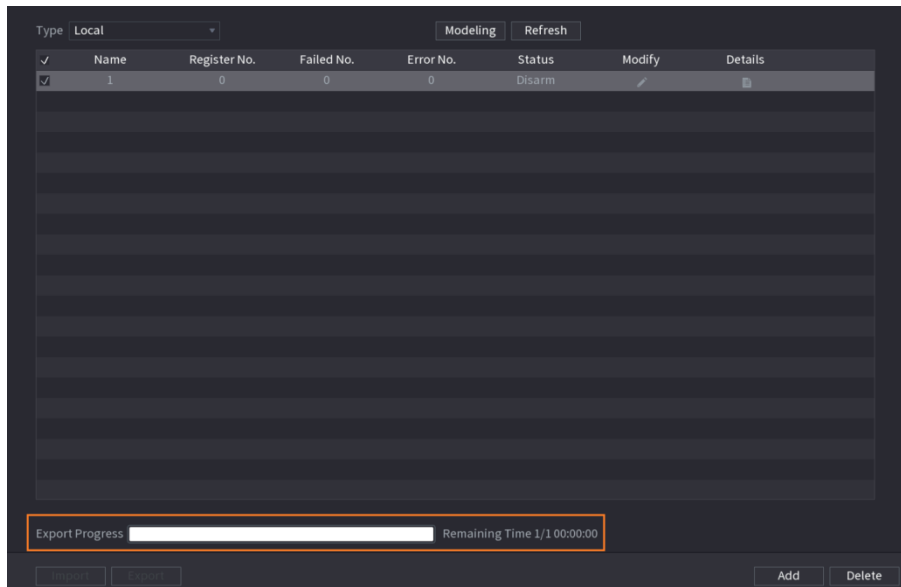 Type Local Modeling Refresh
Name Register No. Failed No. Error No. Status Modify Details
1 0 0 0 Disarm
Export Progress Remaining Time 1/1 00:00:00
Import Export Add Delete